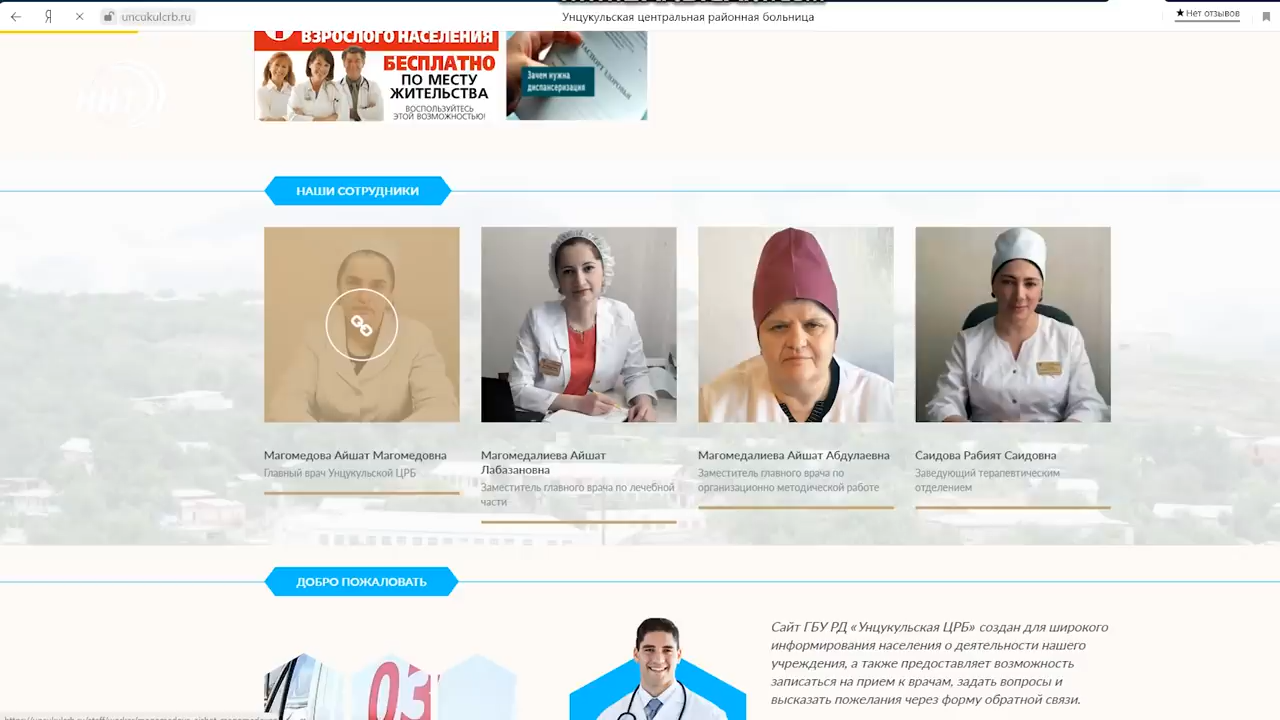 uncukulcrb.ru
Унцукульская центральная районная больница
★Нет отзывов
ВЗРОСЛОГО НАСЕЛЕНИЯ
БЕСПЛАТНО
ПО МЕСТУ
ЖИТЕЛЬСТВА
ВОСПОЛЬЗУЙТЕСЬ
ЭТОЙ ВОЗМОЖНОСТЬЮ!
ПАСПОРТ ЗДОРОВЬЯ
Зачем нужна
диспансеризация
НАШИ СОТРУДНИКИ
Магомедова Айшат Магомедовна
Главный врач Унцукульской ЦРБ
Магомедалиева Айшат
Лабазановна
Заместитель главного врача по лечебной
части
Магомедалиева Айшат Абдулаевна
Заместитель главного врача по
организационно методической работе
Саидова Рабият Саидовна
Заведующий терапевтическим
отделением
ДОБРО ПОЖАЛОВАТЬ
03
Сайт ГБУ РД «Унцукульская ЦРБ» создан для широкого
информирования населения о деятельности нашего
учреждения, а также предоставляет возможность
записаться на прием к врачам, задать вопросы и
высказать пожелания через форму обратной связи.